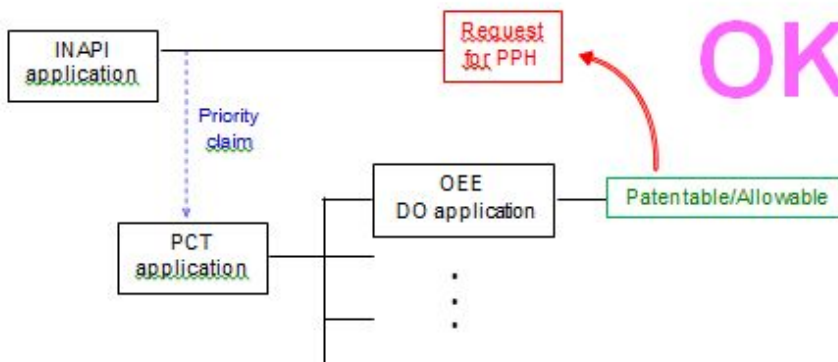 INAPI
application
Request
for PPH
OK
Priority
claim
OEE
DO application
Patentable/Allowable
PCT
application